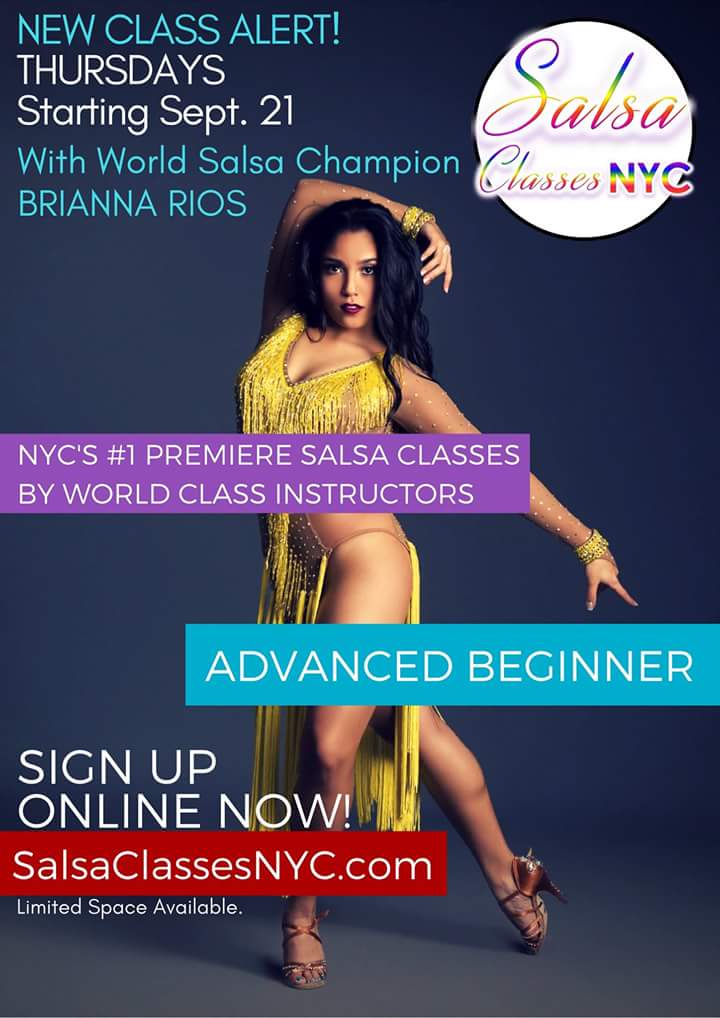 NEW CLASS ALERT!
THURSDAYS
Starting Sept. 21
With World Salsa Champion
BRIANNA RIOS
Salsa
Classes NYC
NYC'S #1 PREMIERE SALSA CLASSES
BY WORLD CLASS INSTRUCTORS
ADVANCED BEGINNER
SIGN UP
ONLINE NOW!
SalsaClassesNYC.com
Limited Space Available.